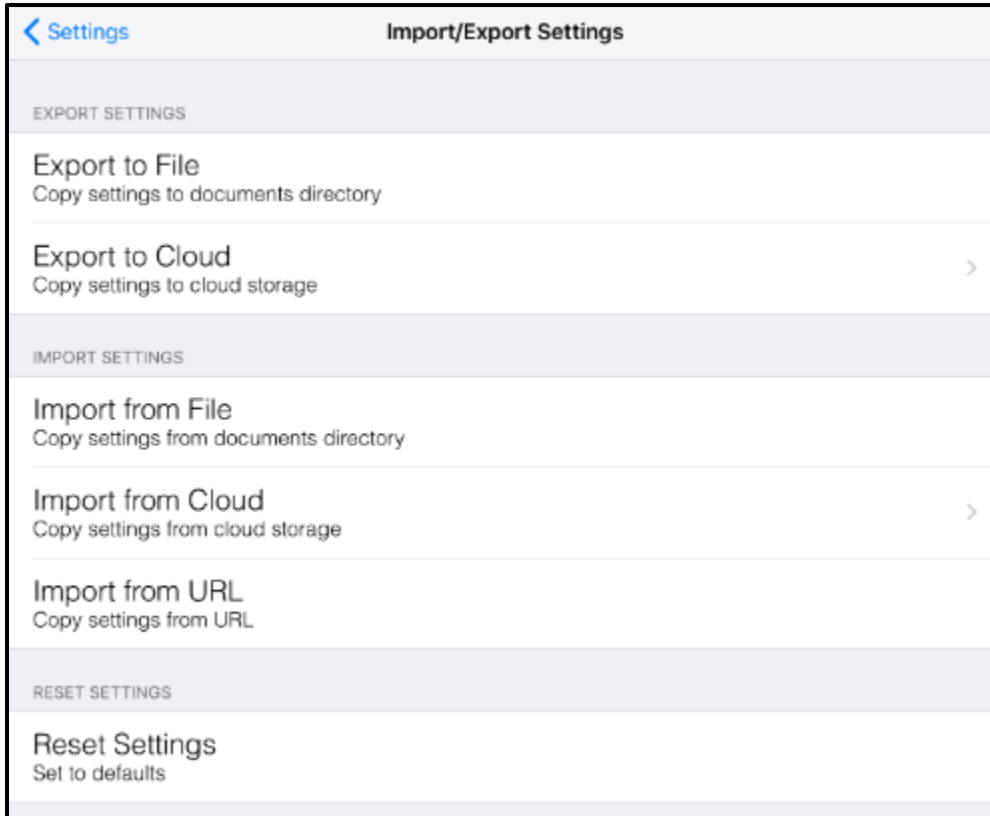 Settings
Import/Export Settings
EXPORT SETTINGS
Export to File
Copy settings to documents directory
Export to Cloud
Copy settings to cloud storage
IMPORT SETTINGS
Import from File
Copy settings from documents directory
Import from Cloud
Copy settings from cloud storage
Import from URL
Copy settings from URL
RESET SETTINGS
Reset Settings
Set to defaults